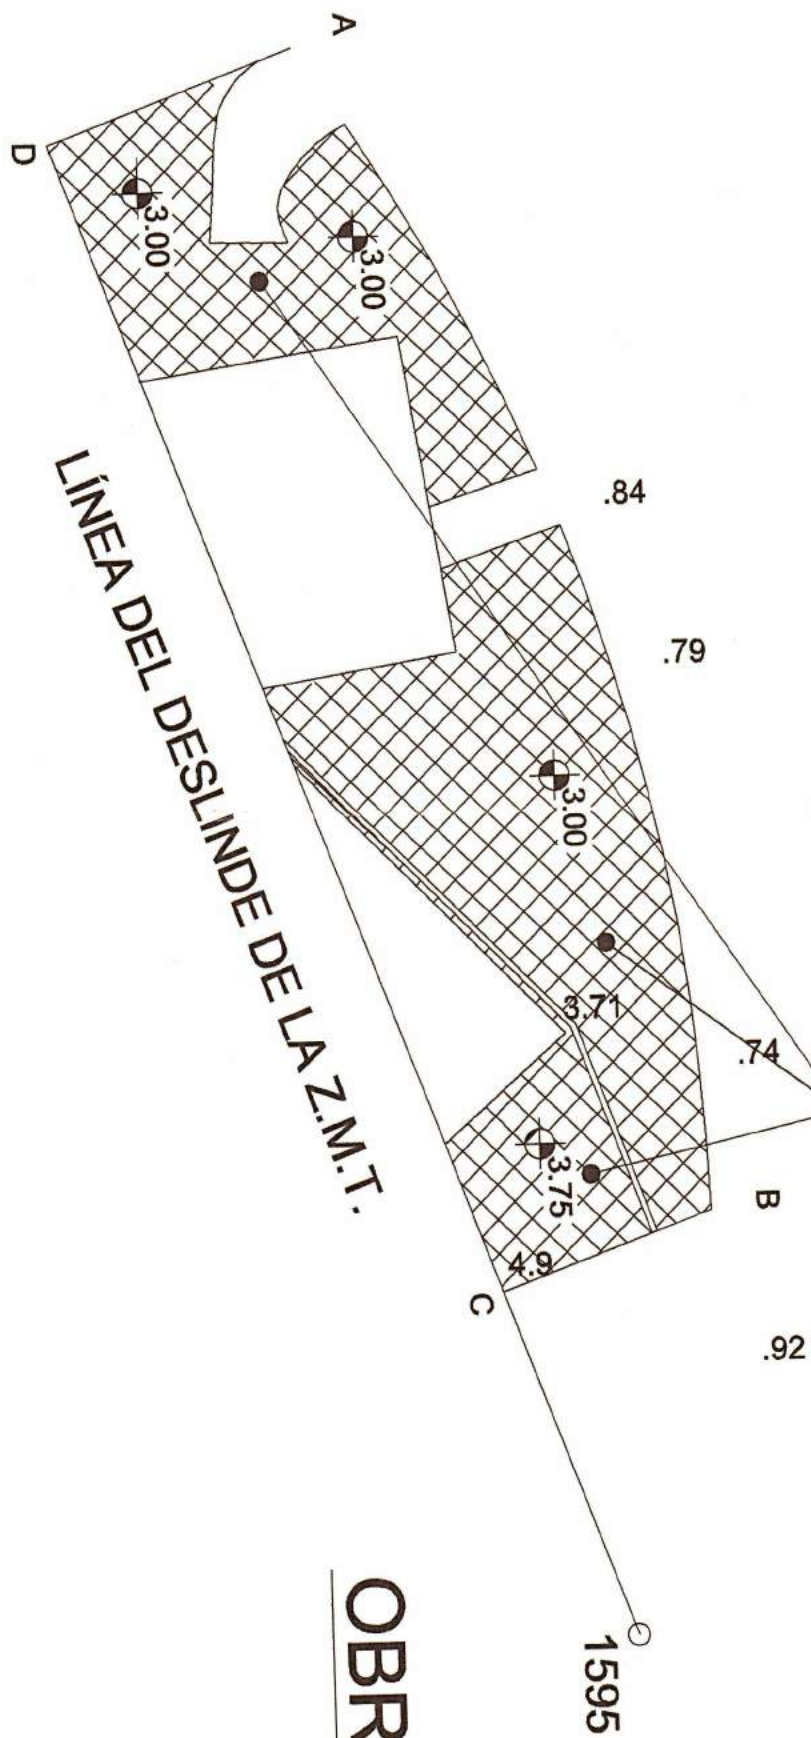 A
D
3.00
3.00
.84
.79
LÍNEA DEL DESLINDE DE LA Z.M.T.
3.00
3.71
.74
3.75
B
4.9
C
.92
1595
OBR